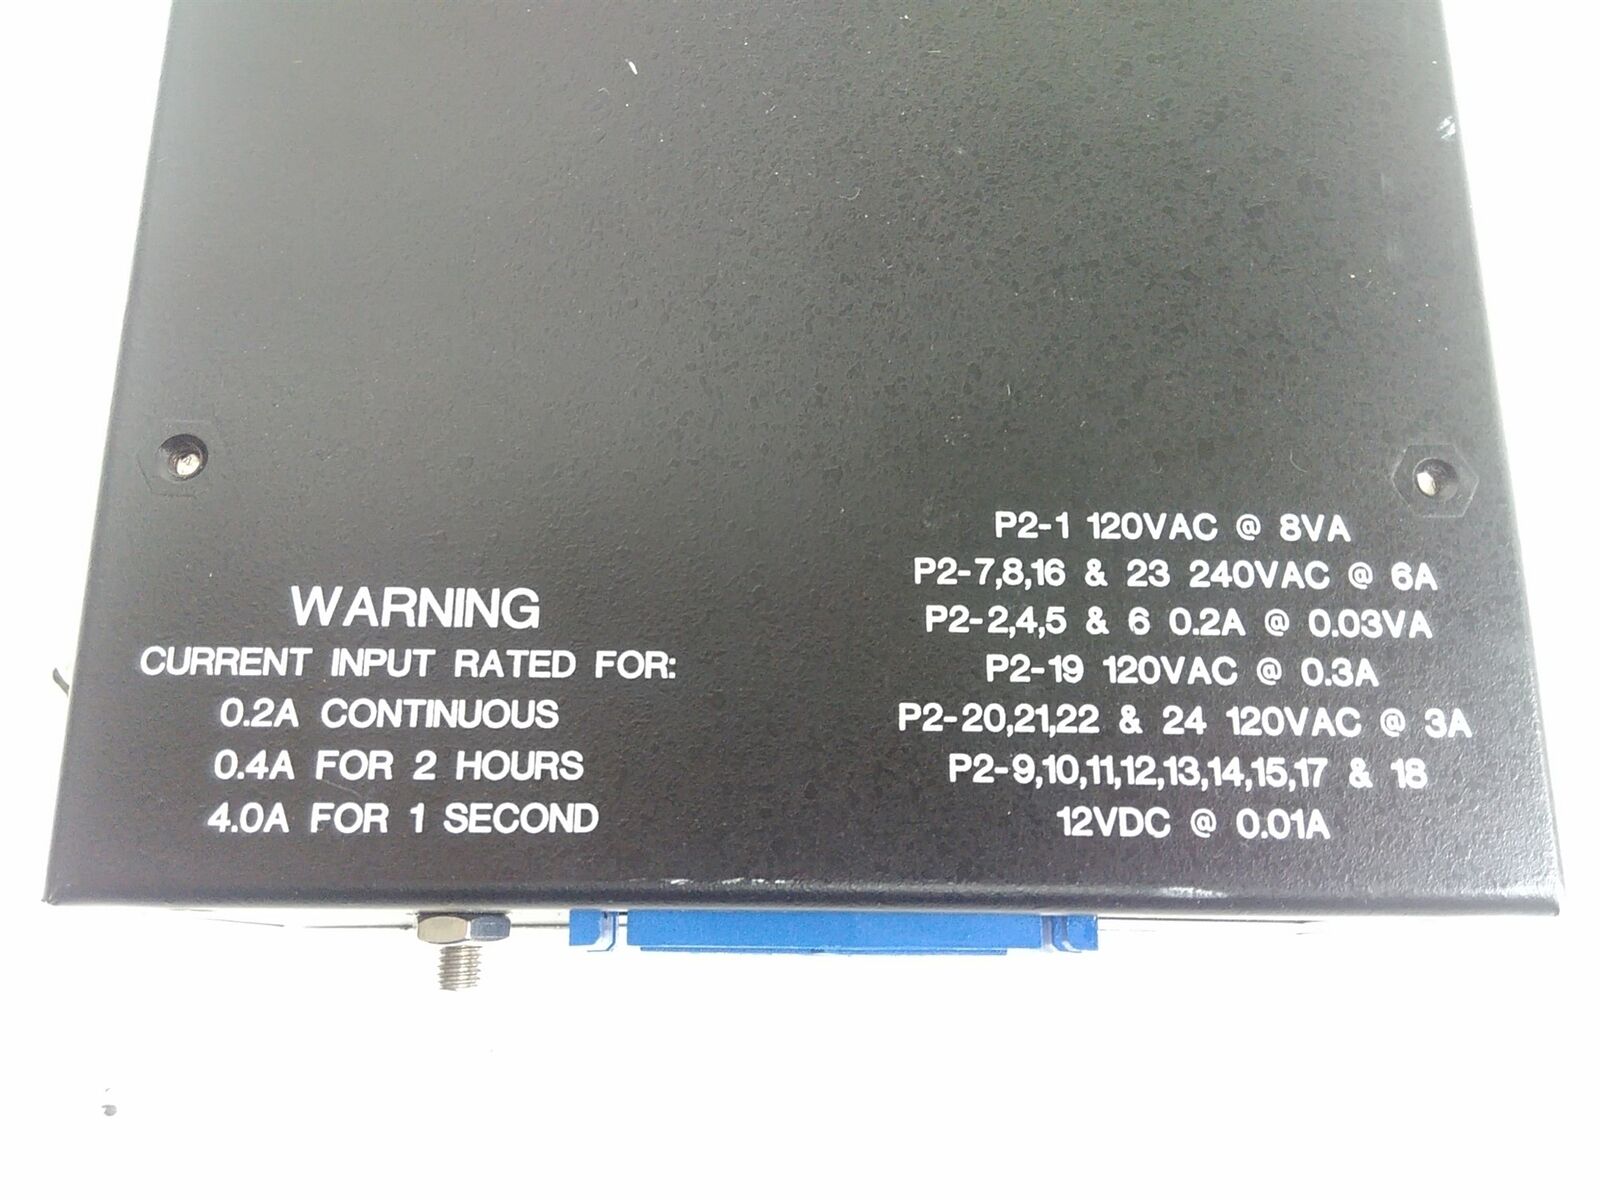 WARNING
CURRENT INPUT RATED FOR:
0.2A CONTINUOUS
0.4A FOR 2 HOURS
4.0A FOR 1 SECOND
P2-1 120VAC @ 8VA
P2-7,8,16 & 23 240VAC @ 6A
P2-2,4,5 & 6 0.2A @ 0.03VA
P2-19 120VAC @ 0.3A
P2-20,21,22 & 24 120VAC @ 3A
P2-9,10,11,12,13,14,15,17 & 18
12VDC @ 0.01A